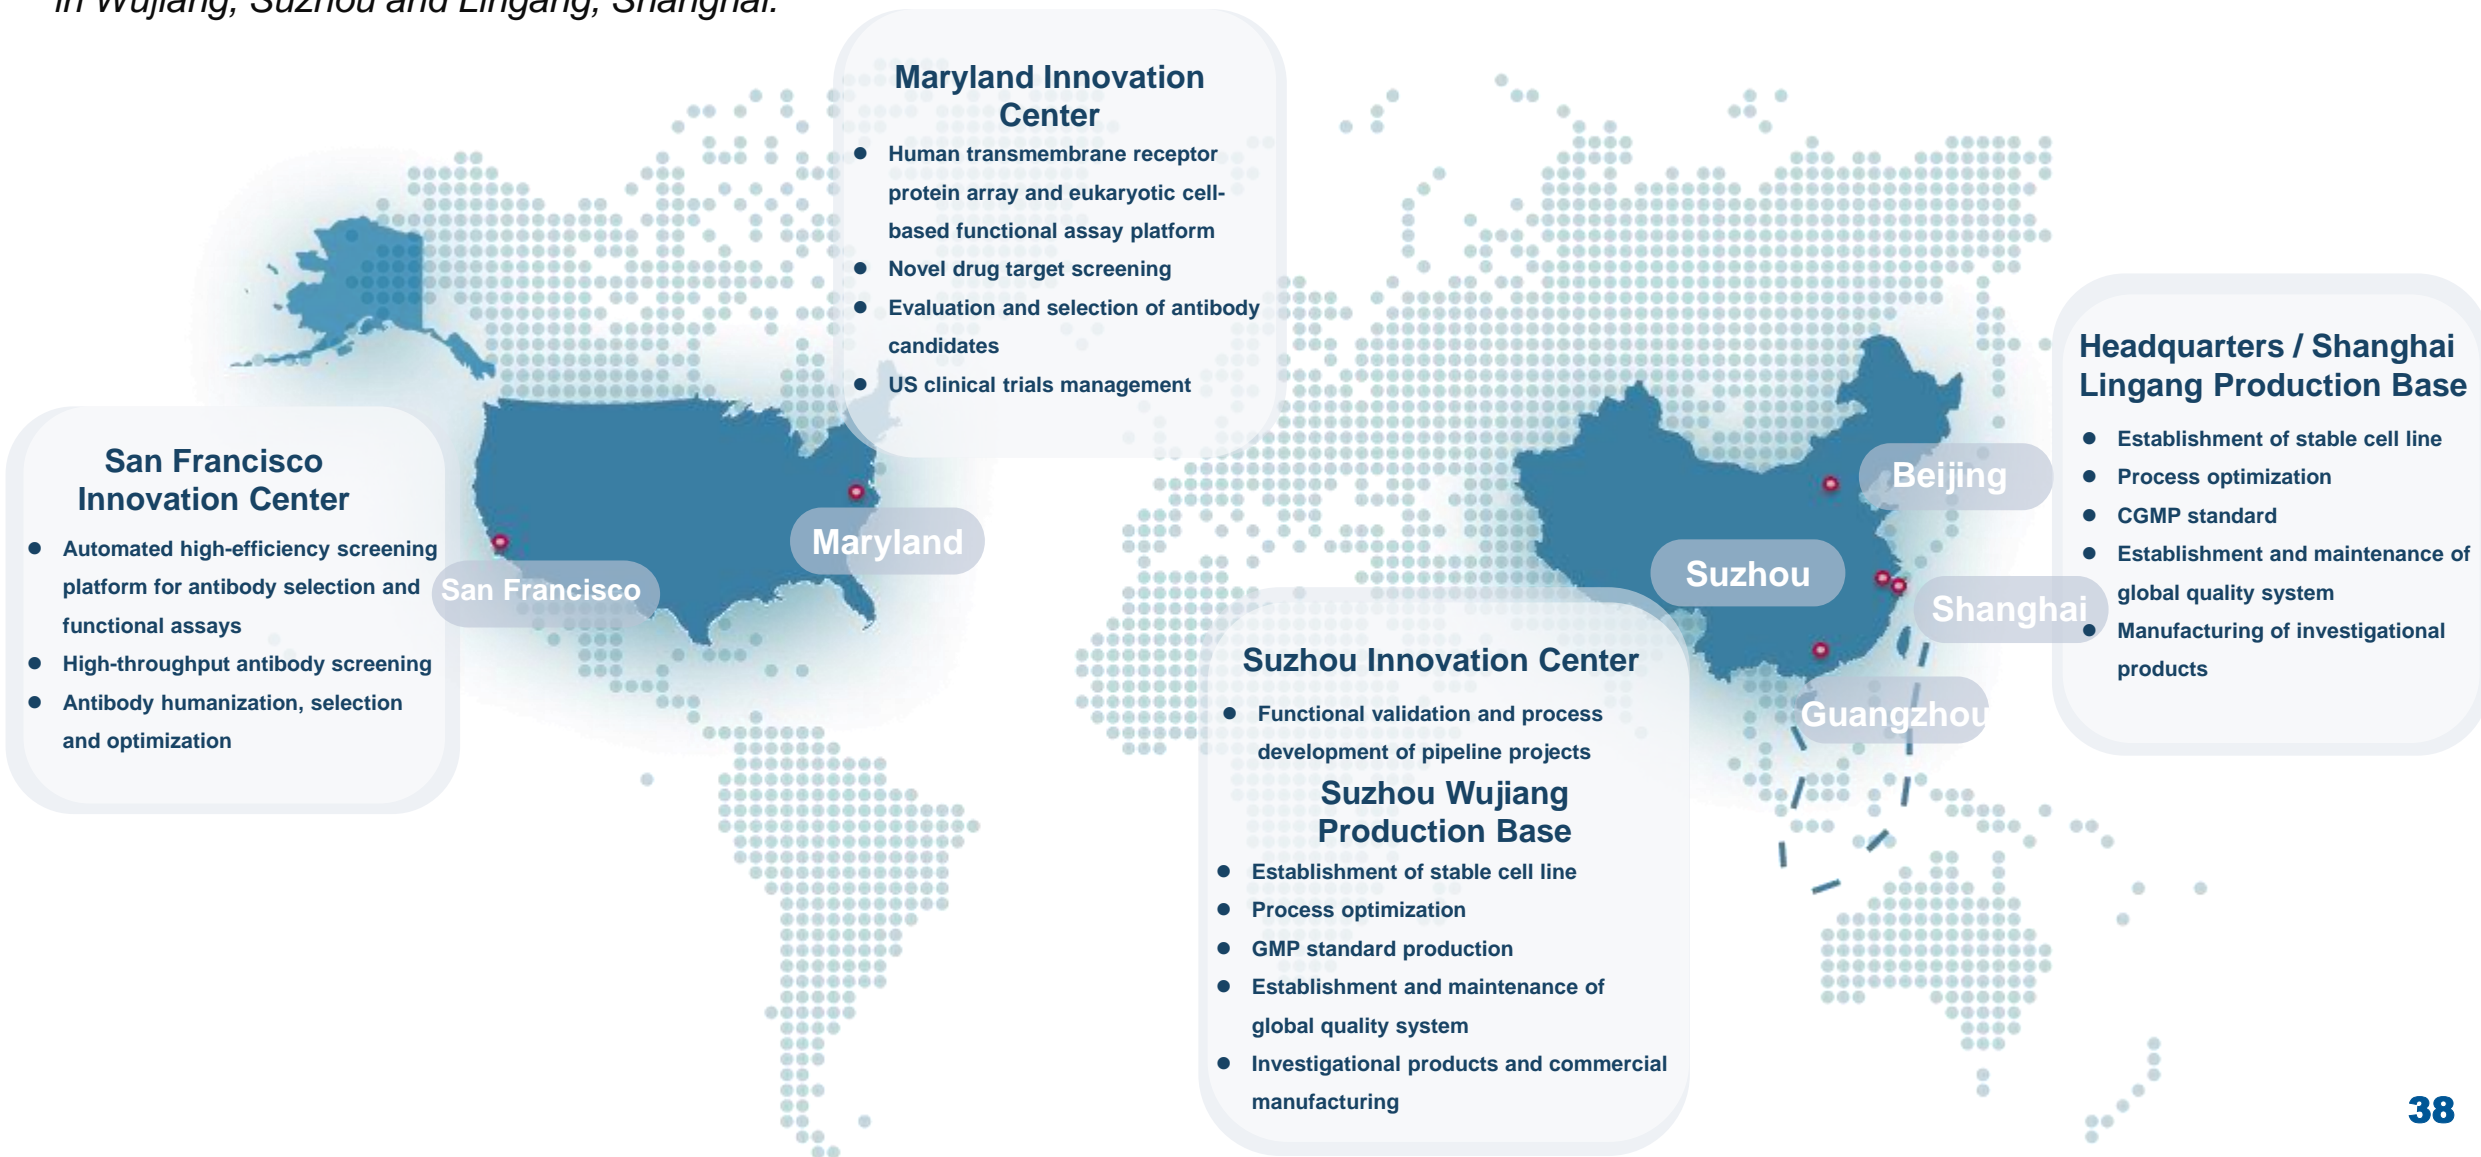 in Wujiang, Suzhou and Lingang, Shanghai.
Maryland Innovation
Center
● Human transmembrane receptor
protein array and eukaryotic cell-
based functional assay platform
● Novel drug target screening
● Evaluation and selection of antibody
candidates
● US clinical trials management
San Francisco
Innovation Center
● Automated high-efficiency screening
platform for antibody selection and
functional assays
● High-throughput antibody screening
● Antibody humanization, selection
and optimization
San Francisco
Maryland
Beijing
Suzhou
Shanghai
Guangzhou
Suzhou Innovation Center
● Functional validation and process
development of pipeline projects
Suzhou Wujiang
Production Base
● Establishment of stable cell line
● Process optimization
● GMP standard production
● Establishment and maintenance of
global quality system
● Investigational products and commercial
manufacturing
Headquarters / Shanghai
Lingang Production Base
● Establishment of stable cell line
● Process optimization
● CGMP standard
● Establishment and maintenance of
global quality system
● Manufacturing of investigational
products
38